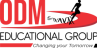 ODM
EDUCATIONAL GROUP
Changing your Tomorrow